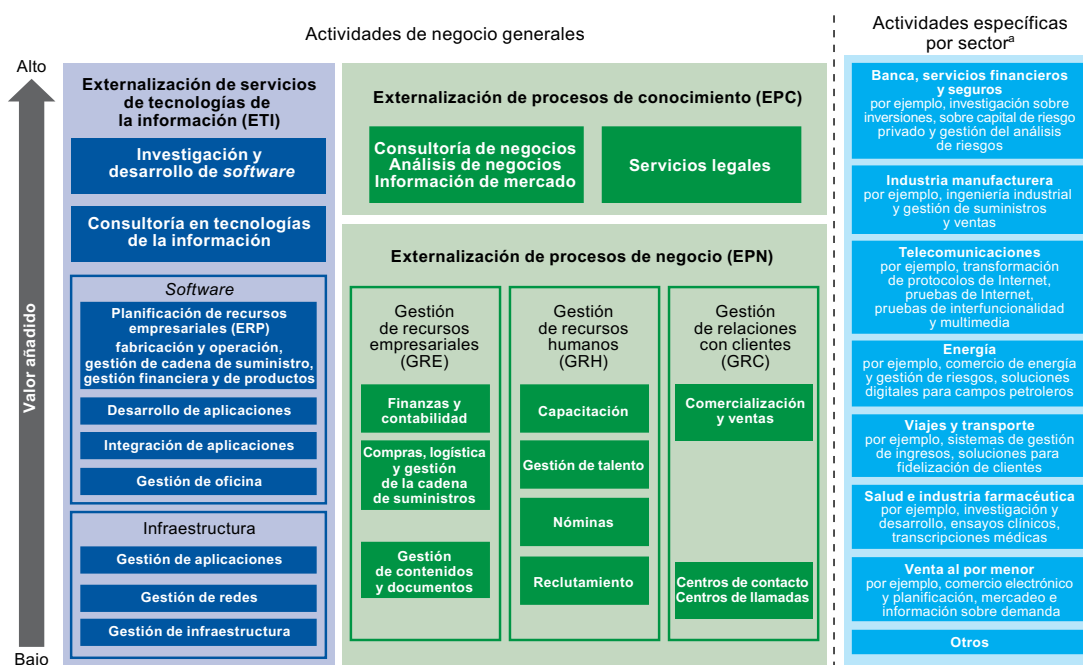 Actividades de negocio generales
Actividades específicas
por sectorª
Alto
Valor añadido
Bajo
Externalización de servicios
de tecnologías de
la información (ETI)
Investigación y
desarrollo de software
Consultoría en tecnologías
de la información
Software
Planificación de recursos
empresariales (ERP)
fabricación y operación,
gestión de cadena de suministro,
gestión financiera y de productos
Desarrollo de aplicaciones
Integración de aplicaciones
Gestión de oficina
Infraestructura
Gestión de aplicaciones
Gestión de redes
Gestión de infraestructura
Externalización de procesos de conocimiento (EPC)
Consultoría de negocios
Análisis de negocios
Información de mercado
Servicios legales
Externalización de procesos de negocio (EPN)
Gestión
de recursos
empresariales
(GRE)
Finanzas y
contabilidad
Compras, logística
y gestión
de la cadena
de suministros
Gestión
de contenidos
y documentos
Gestión
de recursos
humanos
(GRH)
Capacitación
Gestión de talento
Nóminas
Reclutamiento
Gestión
de relaciones
con clientes
(GRC)
Comercialización
y ventas
Centros de contacto
Centros de llamadas
Banca, servicios financieros
y seguros
por ejemplo, investigación sobre
inversiones, sobre capital de riesgo
privado y gestión del análisis
de riesgos
Industria manufacturera
por ejemplo, ingeniería industrial
y gestión de suministros
y ventas
Telecomunicaciones
por ejemplo, transformación
de protocolos de Internet,
pruebas de Internet,
pruebas de interfuncionalidad
y multimedia
Energía
por ejemplo, comercio de energía
y gestión de riesgos, soluciones
digitales para campos petroleros
Viajes y transporte
por ejemplo, sistemas de gestión
de ingresos, soluciones para
fidelización de clientes
Salud e industria farmacéutica
por ejemplo, investigación y
desarrollo, ensayos clínicos,
transcripciones médicas
Venta al por menor
por ejemplo, comercio electrónico
y planificación, mercadeo e
información sobre demanda
Otros